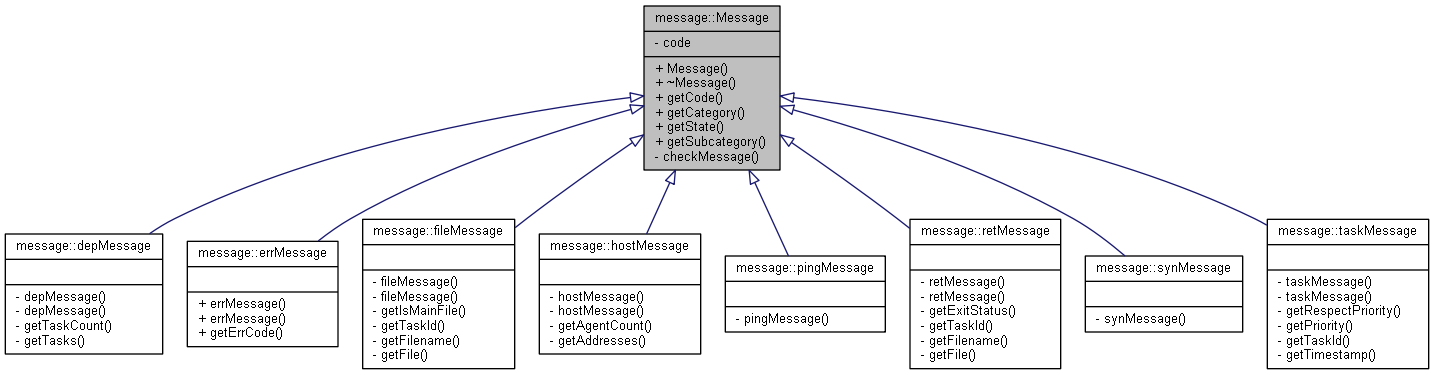 message::Message
- code
+ Message()
+ ~Message()
+ getCode()
+ getCategory()
+ getState()
+ getSubcategory()
- checkMessage()
message::depMessage
- depMessage()
- depMessage()
- getTaskCount()
- getTasks()
message::errMessage
+ errMessage()
+ errMessage()
+ getErrCode()
message::fileMessage
- fileMessage()
- fileMessage()
- getIsMainFile()
- getTaskId()
- getFilename()
- getFile()
message::hostMessage
- hostMessage()
- hostMessage()
- getAgentCount()
- getAddresses()
message::pingMessage
- pingMessage()
message::retMessage
- retMessage()
- retMessage()
- getExitStatus()
- getTaskId()
- getFilename()
- getFile()
message::synMessage
- synMessage()
message::taskMessage
- taskMessage()
- taskMessage()
- getRespectPriority()
- getPriority()
- getTaskId()
- getTimestamp()